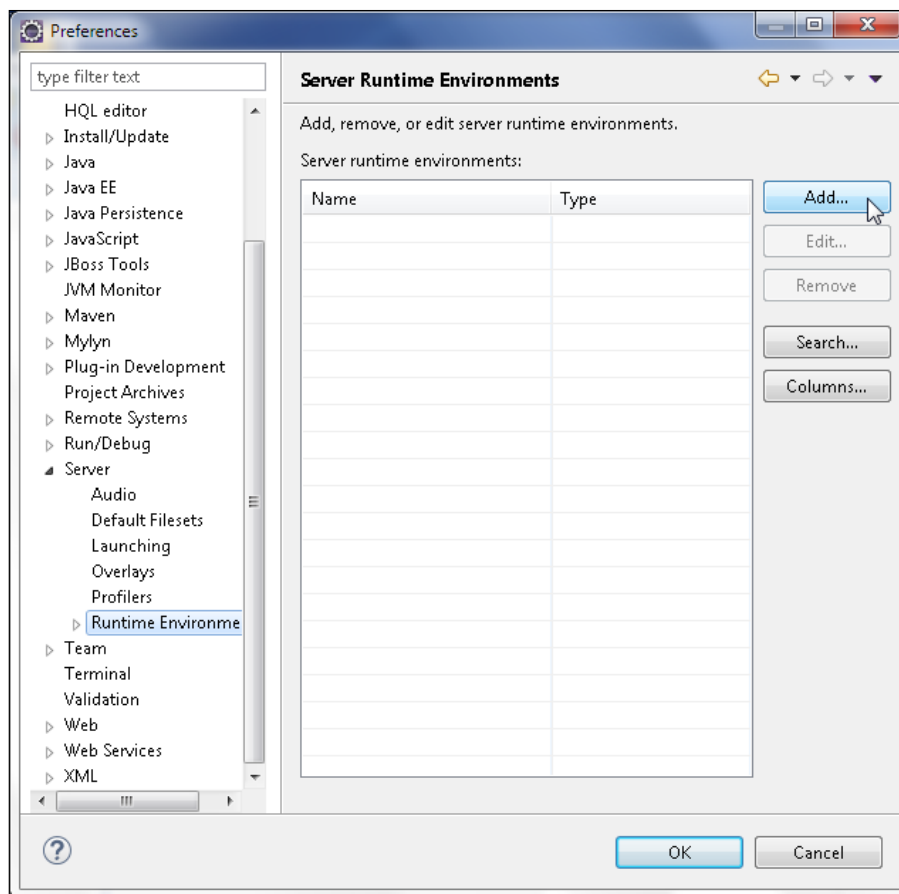 Preferences
type filter text
HQL editor
Install/Update
Java
Java EE
Java Persistence
JavaScript
JBoss Tools
JVM Monitor
Maven
Mylyn
Plug-in Development
Project Archives
Remote Systems
Run/Debug
Server
Audio
Default Filesets
Launching
Overlays
Profilers
Runtime Environme
Team
Terminal
Validation
Web
Web Services
XML
Server Runtime Environments
Add, remove, or edit server runtime environments.
Server runtime environments:
Name Type
Add...
Edit...
Remove
Search...
Columns...
? OK Cancel